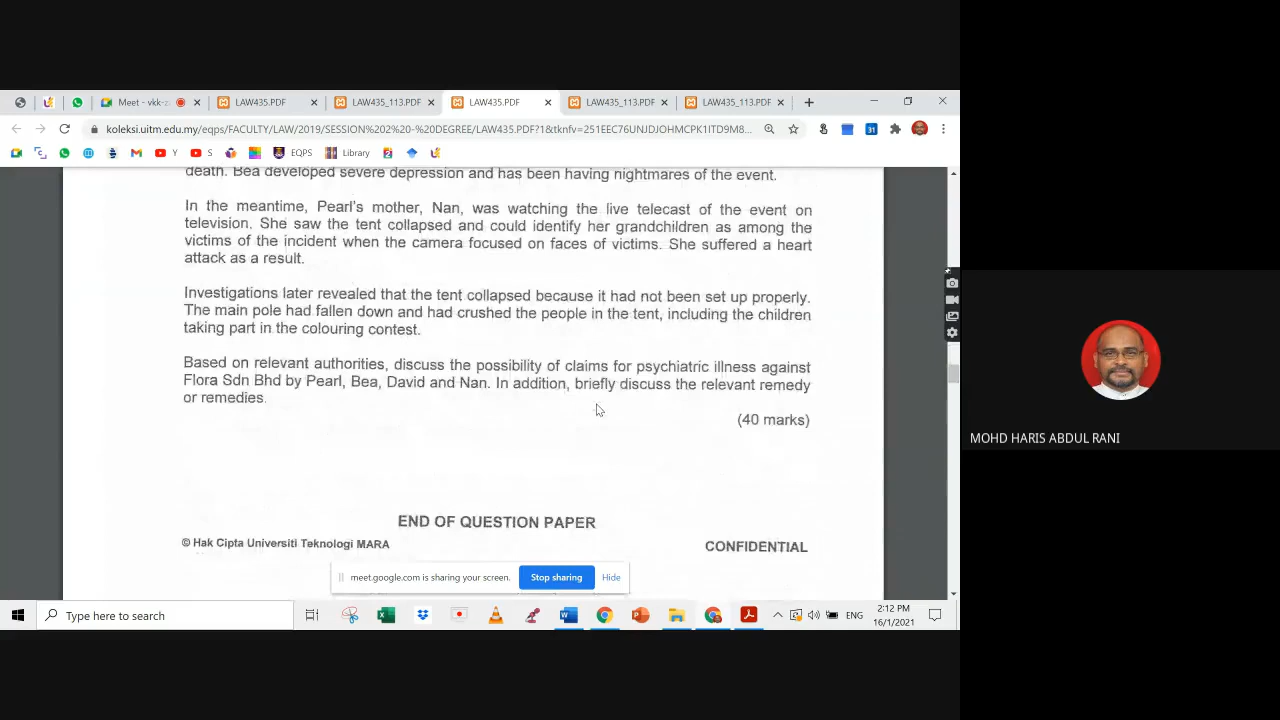 Meet - vkk-z
LAW435.PDF
LAW435_113.PDF
LAW435.PDF
LAW435_113.PDF
LAW435_113.PDF
koleksi.uitm.edu.my/eqps/FACULTY/LAW/2019/SESSION%202%20-%20DEGREE/LAW435.PDF?1&tknfv=251EEC76UN2NIOHMCPK1ITD9M8...
Y
S
EQPS
Library
death. Bea developed severe depression and has been having nightmares of the event.
In the meantime, Pearl's mother, Nan, was watching the live telecast of the event on
television. She saw the tent collapsed and could identify her grandchildren as among the
victims of the incident when the camera focused on faces of victims. She suffered a heart
attack as a result.
Investigations later revealed that the tent collapsed because it had not been set up properly.
The main pole had fallen down and had crushed the people in the tent, including the children
taking part in the colouring contest.
Based on relevant authorities, discuss the possibility of claims for psychiatric illness against
Flora Sdn Bhd by Pearl, Bea, David and Nan. In addition, briefly discuss the relevant remedy
or remedies.
(40 marks)
MOHD HARIS ABDUL RANI
END OF QUESTION PAPER
© Hak Cipta Universiti Teknologi MARA
CONFIDENTIAL
meet.google.com is sharing your screen.
Stop sharing
Hide
Type here to search
ENG
2:12 PM
16/1/2021